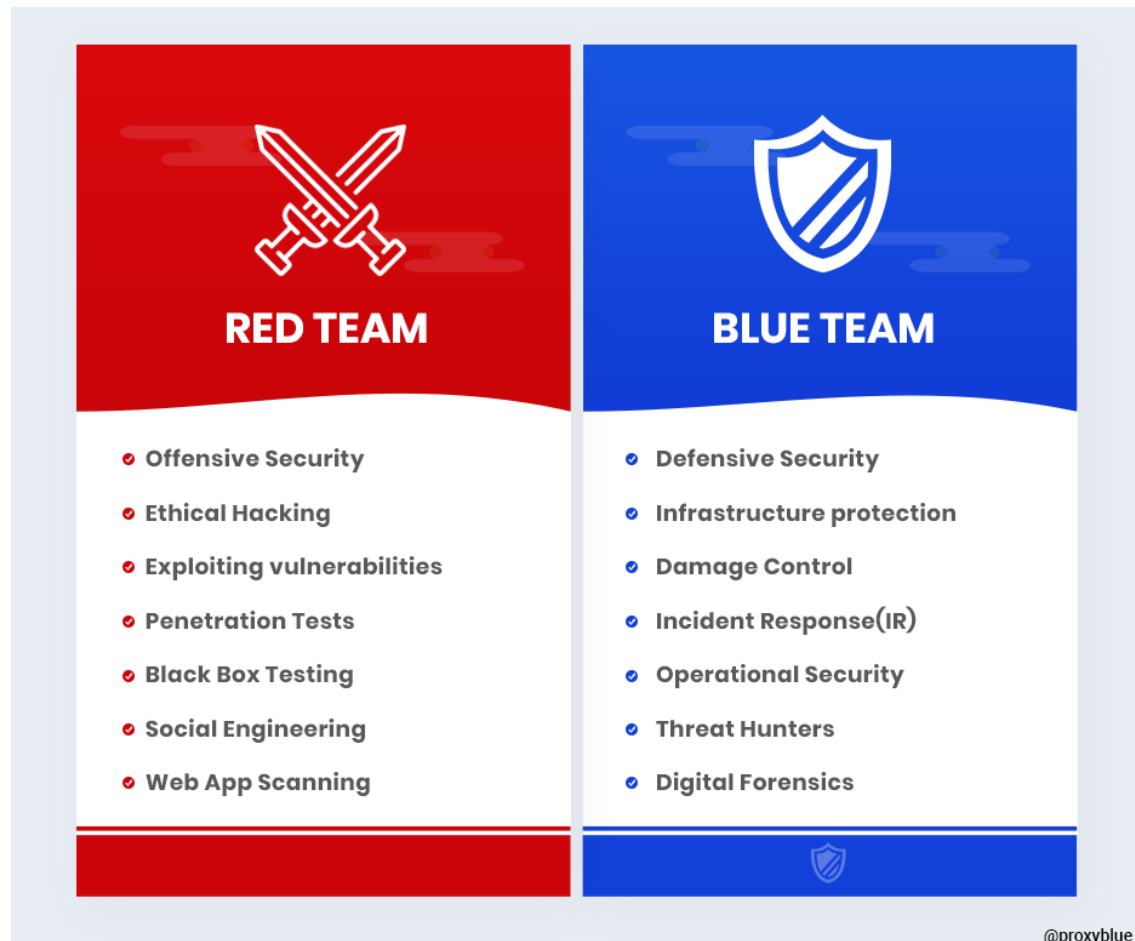 RED TEAM
Offensive Security
Ethical Hacking
Exploiting vulnerabilities
Penetration Tests
Black Box Testing
Social Engineering
Web App Scanning
BLUE TEAM
Defensive Security
Infrastructure protection
Damage Control
Incident Response(IR)
Operational Security
Threat Hunters
Digital Forensics
@proxyblue